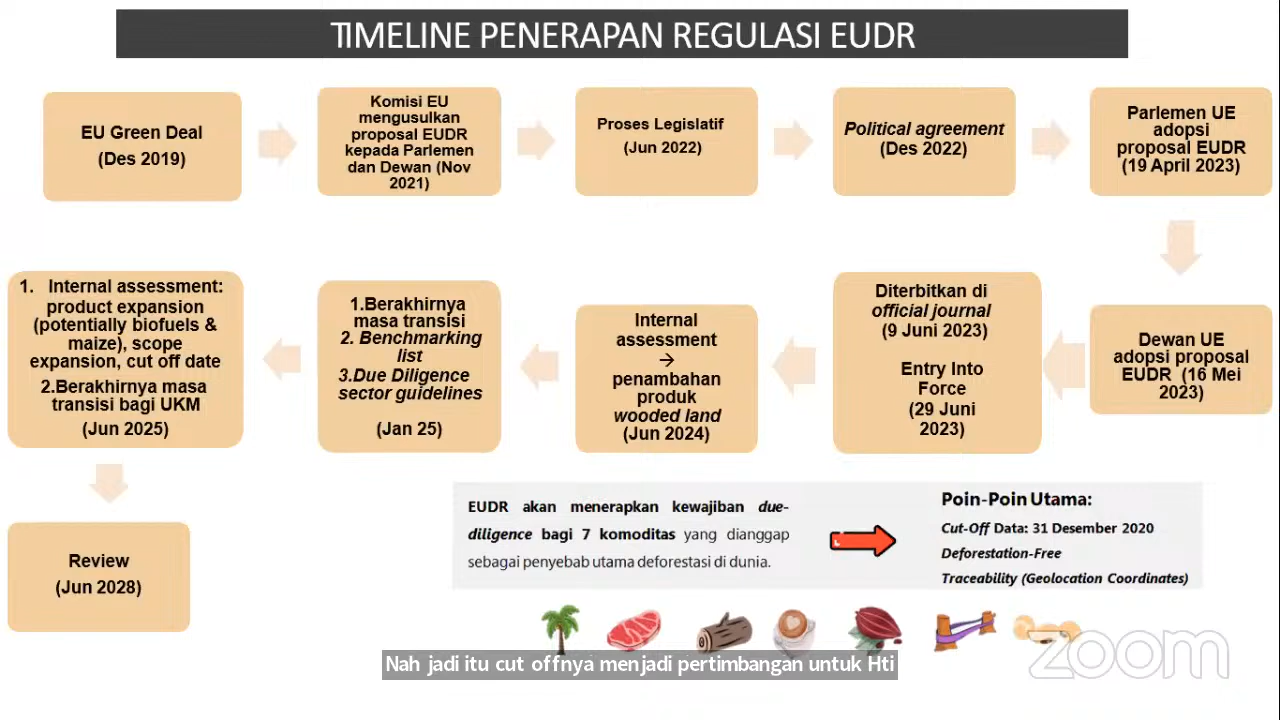 TIMELINE PENERAPAN REGULASI EUDR
EU Green Deal
(Des 2019)
Komisi EU
mengusulkan
proposal EUDR
kepada Parlemen
dan Dewan (Nov
2021)
Proses Legislatif
(Jun 2022)
Political agreement
(Des 2022)
Parlemen UE
adopsi
proposal EUDR
(19 April 2023)
Dewan UE
adopsi proposal
EUDR (16 Mei
2023)
Diterbitkan di
official journal
(9 Juni 2023)
Entry Into
Force
(29 Juni
2023)
Internal
assessment
→
penambahan
produk
wooded land
(Jun 2024)
1.Berakhirnya
masa transisi
2. Benchmarking
list
3.Due Diligence
sector guidelines
(Jan 25)
1. Internal assessment:
product expansion
(potentially biofuels &
maize), scope
expansion, cut off date
2.Berakhirnya masa
transisi bagi UKM
(Jun 2025)
Review
(Jun 2028)
EUDR akan menerapkan kewajiban due-
diligence bagi 7 komoditas yang dianggap
sebagai penyebab utama deforestasi di dunia.
Poin-Poin Utama:
Cut-Off Data: 31 Desember 2020
Deforestation-Free
Traceability (Geolocation Coordinates)
zoom
Nah jadi itu cut offnya menjadi pertimbangan untuk Hti